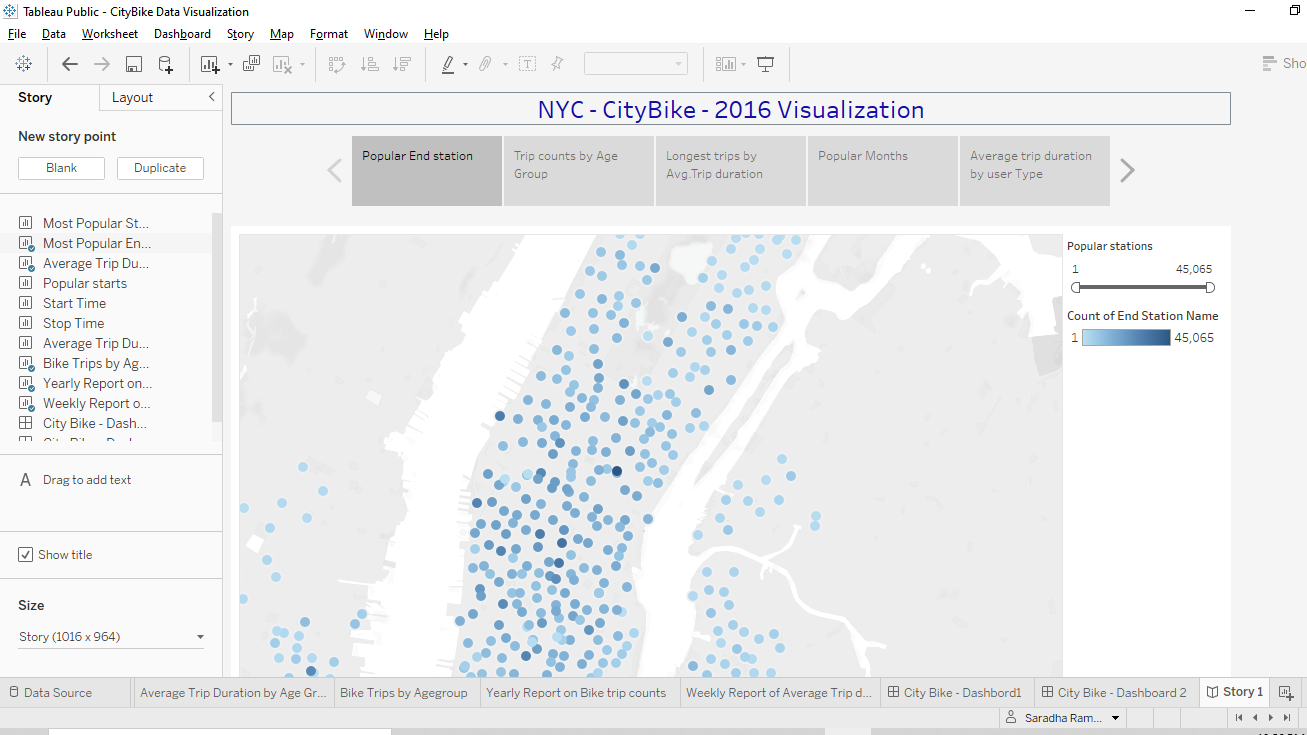 Tableau Public - CityBike Data Visualization
File Data Worksheet Dashboard Story Map Format Window Help
Sho
Story Layout
New story point
Blank Duplicate
Most Popular St...
Most Popular En...
Average Trip Du...
Popular starts
Start Time
Stop Time
Average Trip Du...
Bike Trips by Ag...
Yearly Report on...
Weekly Report o...
City Bike - Dash...
A Drag to add text
Show title
Size
Story (1016 x 964)
NYC - CityBike - 2016 Visualization
Popular End station
Trip counts by Age
Group
Longest trips by
Avg.Trip duration
Popular Months
Average trip duration
by user Type
Popular stations
1 45,065
Count of End Station Name
1 45,065
Data Source Average Trip Duration by Age Gr... Bike Trips by Agegroup Yearly Report on Bike trip counts Weekly Report of Average Trip d... City Bike - Dashbord1 City Bike - Dashboard 2 Story 1
Saradha Ram...